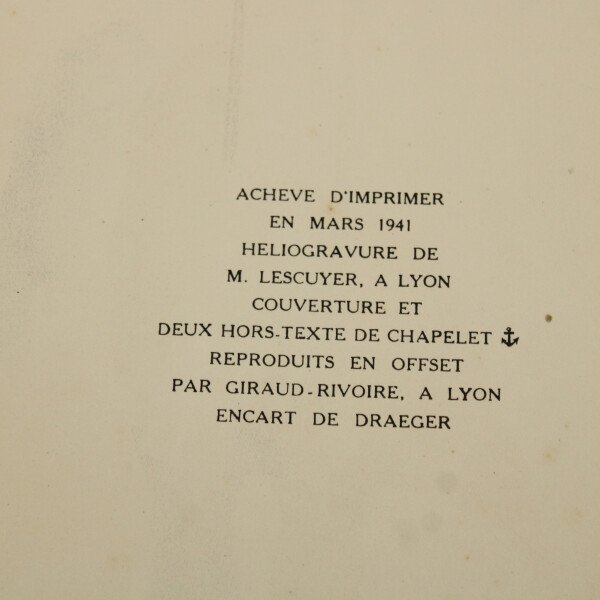 ACHEVE D'IMPRIMER
EN MARS 1941
HELIOGRAVURE DE
M. LESCUYER, A LYON
COUVERTURE ET
DEUX HORS-TEXTE DE CHAPELET ⚓
REPRODUITS EN OFFSET
PAR GIRAUD-RIVOIRE, A LYON
ENCART DE DRAEGER